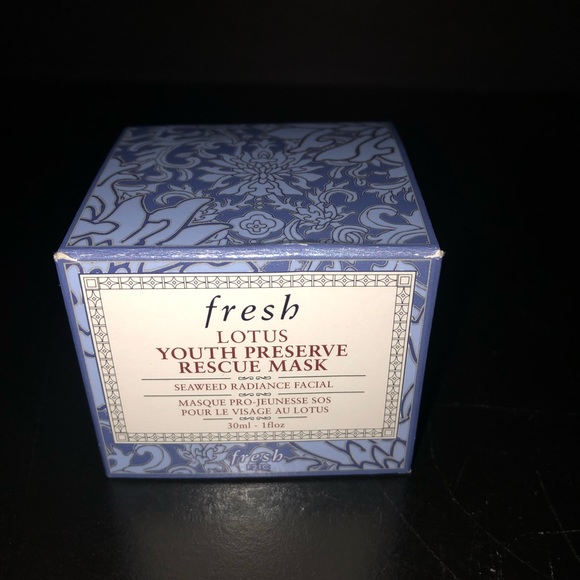 fresh
LOTUS
YOUTH PRESERVE
RESCUE MASK
SEAWEED RADIANCE FACIAL
MASQUE PRO-JEUNESSE SOS
POUR LE VISAGE AU LOTUS
30ml - 1floz
fresh